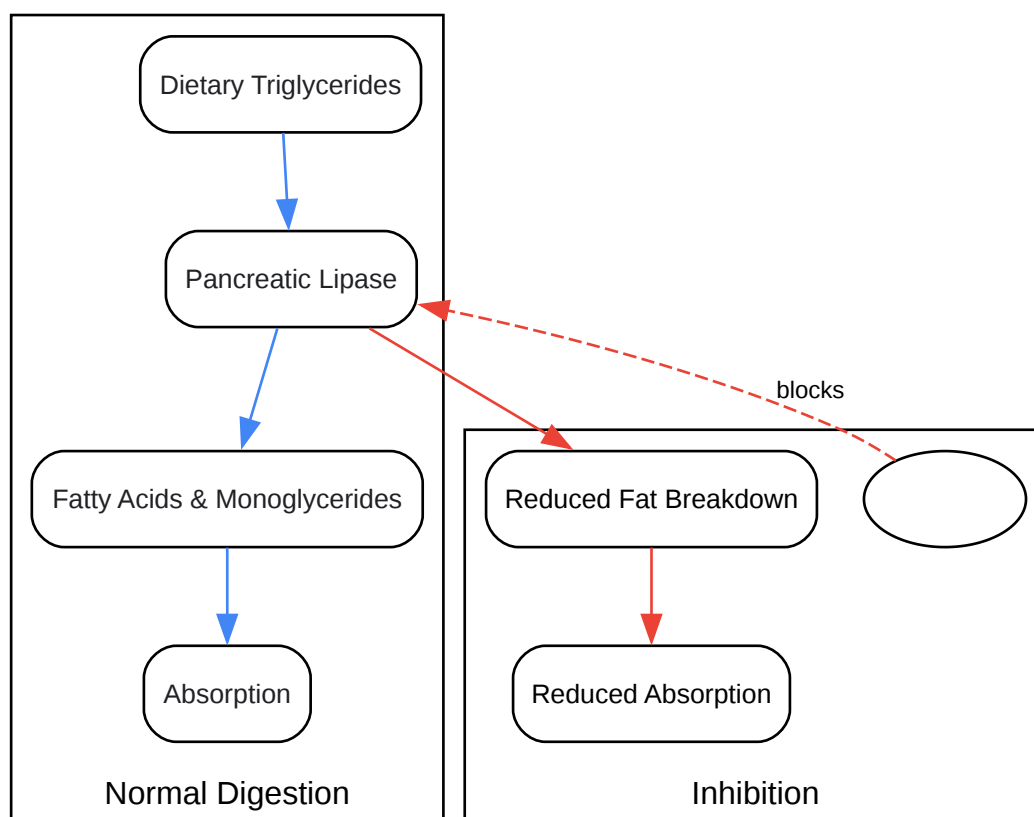 Dietary Triglycerides
Pancreatic Lipase
blocks
Fatty Acids & Monoglycerides
Reduced Fat Breakdown
Absorption
Reduced Absorption
Normal Digestion
Inhibition